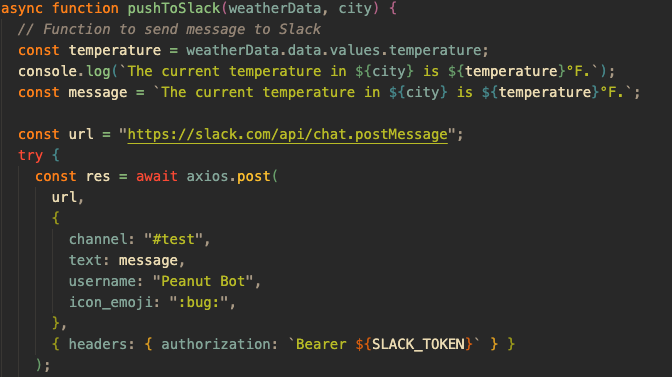 async function pushToSlack(weatherData, city) {
// Function to send message to Slack
const temperature = weatherData.data.values.temperature;
console.log(`The current temperature in ${city} is ${temperature}°F.`);
const message = `The current temperature in ${city} is ${temperature}°F.`;
const url = "https://slack.com/api/chat.postMessage";
try {
const res = await axios.post(
url,
{
channel: "#test",
text: message,
username: "Peanut Bot",
icon_emoji: ":bug:",
},
{ headers: { authorization: `Bearer ${SLACK_TOKEN}` } }
);